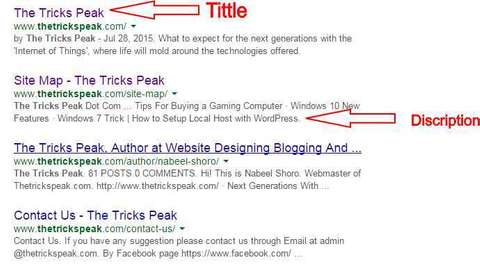 The Tricks Peak
Tittle
www.thetrickspeak.com/
by The Tricks Peak - Jul 28, 2015. What to expect for the next generations with the
'Internet of Things', where life will mold around the technologies offered.
Site Map - The Tricks Peak
www.thetrickspeak.com/site-map/
The Tricks Peak Dot Com ... Tips For Buying a Gaming Computer · Windows 10 New
Features · Windows 7 Trick | How to Setup Local Host with WordPress.
Discription
The Tricks Peak, Author at Website Designing Blogging And ...
www.thetrickspeak.com/author/nabeel-shoro/
The Tricks Peak. 81 POSTS 0 COMMENTS. Hi! This is Nabeel Shoro. Webmaster of
Thetrickspeak.com. http://www.thetrickspeak.com/ · Next Generations With ...
Contact Us - The Tricks Peak
www.thetrickspeak.com/contact-us/
Contact Us. If you have any suggestion please contact us through Email at admin
@thetrickspeak.com. By Facebook page https://www.facebook.com/ ...